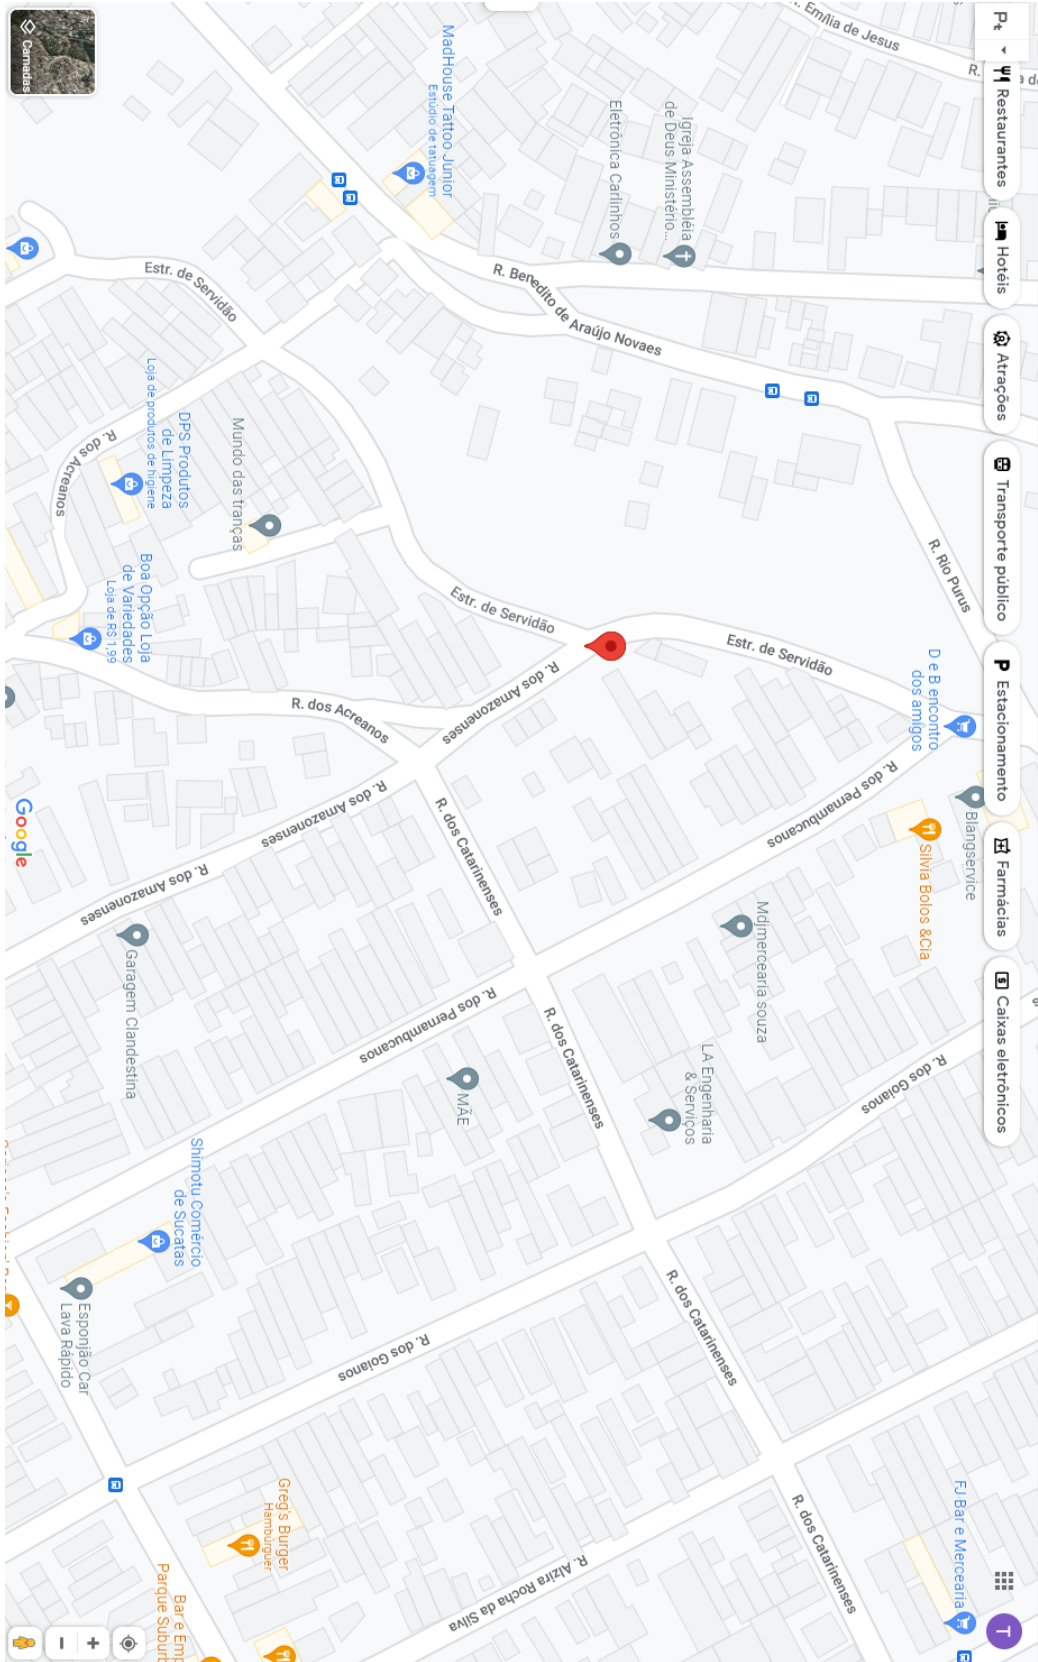 Restaurantes
Hotéis
Atrações
Transporte público
Estacionamento
Farmácias
Caixas eletrônicos
T
R. Emília de Jesus
R.
Igreja Assembléia
de Deus Ministério...
Eletrônica Carlinhos
MadHouse Tattoo Junior
Estúdio de tatuagem
R. Benedito de Araújo Novaes
R. Rio Purus
D e B encontro
dos amigos
Blangservice
Silvia Bolos &Cia
Mdjmercearia souza
LA Engenharia
& Serviços
FJ Bar e Mercearia
Estr. de Servidão
Estr. de Servidão
Estr. de Servidão
R. dos Pernambucanos
R. dos Pernambucanos
R. dos Goianos
R. dos Goianos
R. dos Catarinenses
R. dos Catarinenses
R. dos Catarinenses
R. dos Catarinenses
R. dos Amazonenses
R. dos Amazonenses
R. dos Amazonenses
R. dos Acreanos
R. dos Acreanos
R. Alzira Rocha da Silva
MÃE
Mundo das tranças
DPS Produtos
de Limpeza
Loja de produtos de higiene
Boa Opção Loja
de Variedades
Loja de R$ 1,99
Garagem Clandestina
Shimotu Comércio
de Sucatas
Esponjão Car
Lava Rápido
Greg's Burger
Hambúrguer
Bar e Emp
Parque Suburb
Camadas
Google